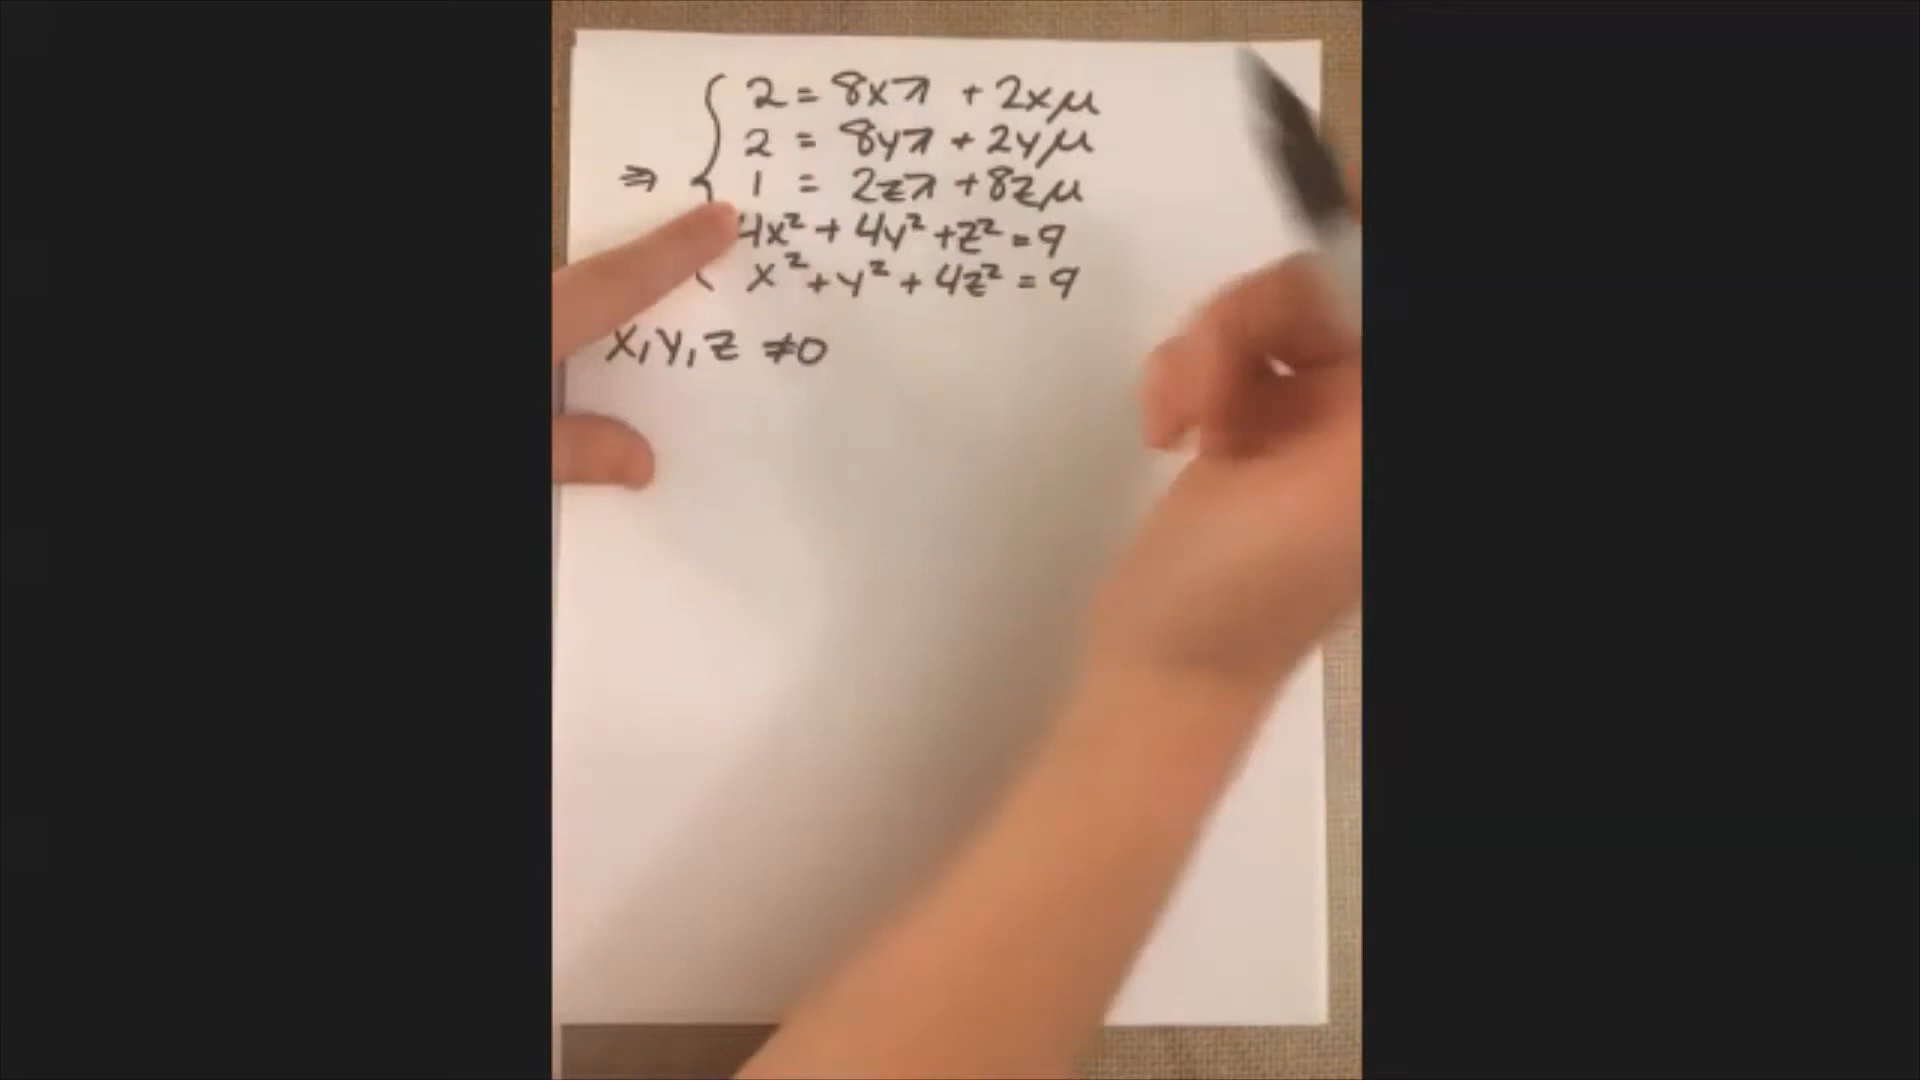 2 = 8xλ + 2xμ
2 = 8yλ + 2yμ
⇒ 1 = 2zλ + 8zμ
4x² + 4y² + z² = 9
x² + y² + 4z² = 9
x, y, z ≠ 0